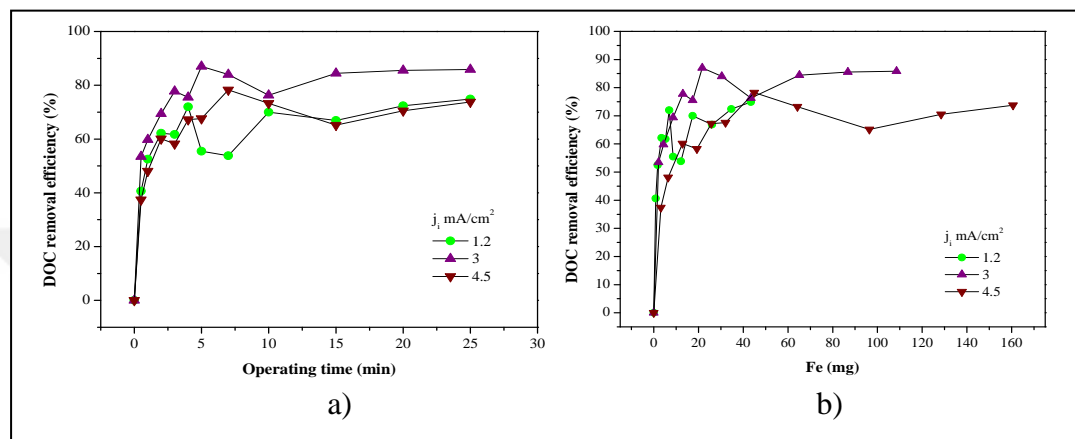 DOC removal efficiency (%)
100
80
60
40
20
0
j_i mA/cm²
1.2
3
4.5
0 5 10 15 20 25 30
Operating time (min)
a)
DOC removal efficiency (%)
100
90
80
70
60
50
40
30
20
10
0
j_i mA/cm²
1.2
3
4.5
0 20 40 60 80 100 120 140 160
Fe (mg)
b)